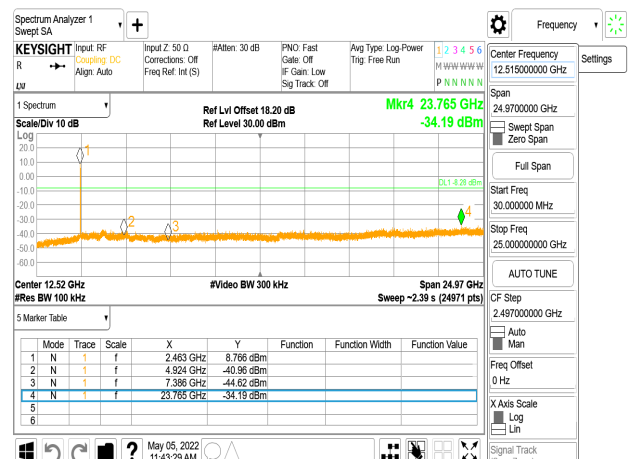 Spectrum Analyzer 1
Swept SA
Frequency
KEYSIGHT
R
Input: RF
Coupling: DC
Align: Auto
Input Z: 50 Ω
Corrections: Off
Freq Ref: Int (S)
#Atten: 30 dB
PNO: Fast
Gate: Off
IF Gain: Low
Sig Track: Off
Avg Type: Log-Power
Trig: Free Run
1 2 3 4 5 6
M W W W W W
P N N N N N
1 Spectrum
Scale/Div 10 dB
Ref Lvl Offset 18.20 dB
Ref Level 30.00 dBm
Mkr4 23.765 GHz
-34.19 dBm
Log
20.0
10.0
0.00
-10.0
-20.0
-30.0
-40.0
-50.0
-60.0
1
2
3
4
DL1 -8.28 dBm
Center 12.52 GHz
#Res BW 100 kHz
#Video BW 300 kHz
Span 24.97 GHz
Sweep ~2.39 s (24971 pts)
5 Marker Table
Mode Trace Scale X Y Function Function Width Function Value
1 N 1 f 2.463 GHz 8.766 dBm
2 N 1 f 4.924 GHz -40.96 dBm
3 N 1 f 7.386 GHz -44.62 dBm
4 N 1 f 23.765 GHz -34.19 dBm
5
6
?
May 05, 2022
11:43:29 AM
Center Frequency
12.515000000 GHz
Settings
Span
24.9700000 GHz
Swept Span
Zero Span
Full Span
Start Freq
30.000000 MHz
Stop Freq
25.000000000 GHz
AUTO TUNE
CF Step
2.497000000 GHz
Auto
Man
Freq Offset
0 Hz
X Axis Scale
Log
Lin
Signal Track